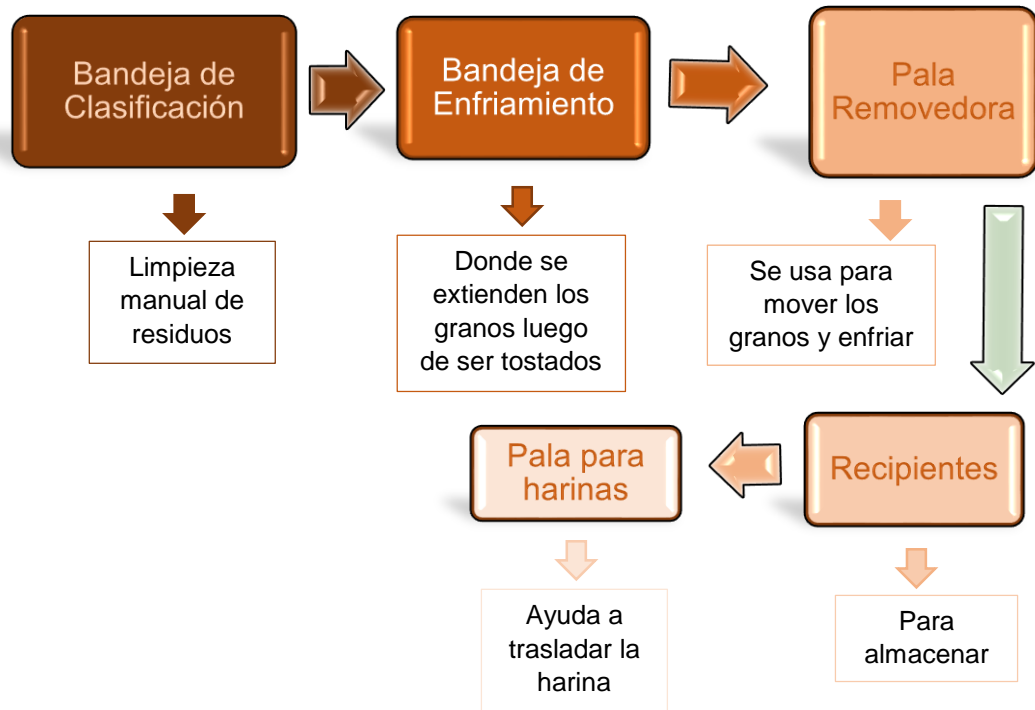 Bandeja de
Clasificación
Bandeja de
Enfriamiento
Pala
Removedora
Limpieza
manual de
residuos
Donde se
extienden los
granos luego
de ser tostados
Se usa para
mover los
granos y enfriar
Pala para
harinas
Recipientes
Ayuda a
trasladar la
harina
Para
almacenar